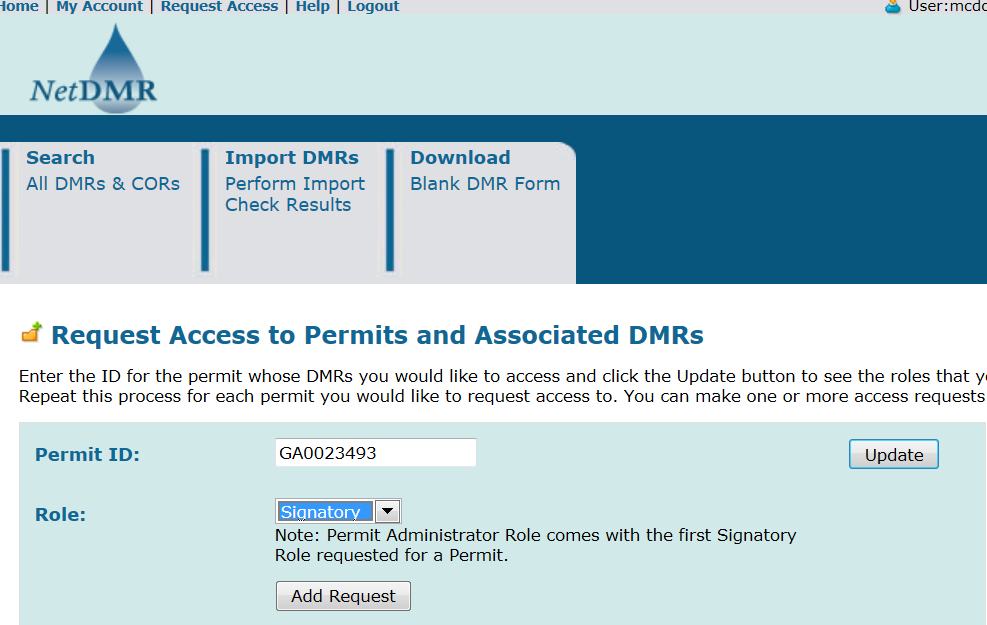 Home | My Account | Request Access | Help | Logout
User:mcdo
NetDMR
Search
All DMRs & CORs
Import DMRs
Perform Import
Check Results
Download
Blank DMR Form
Request Access to Permits and Associated DMRs
Enter the ID for the permit whose DMRs you would like to access and click the Update button to see the roles that y
Repeat this process for each permit you would like to request access to. You can make one or more access requests
Permit ID:
GA0023493
Update
Role:
Signatory
Note: Permit Administrator Role comes with the first Signatory
Role requested for a Permit.
Add Request